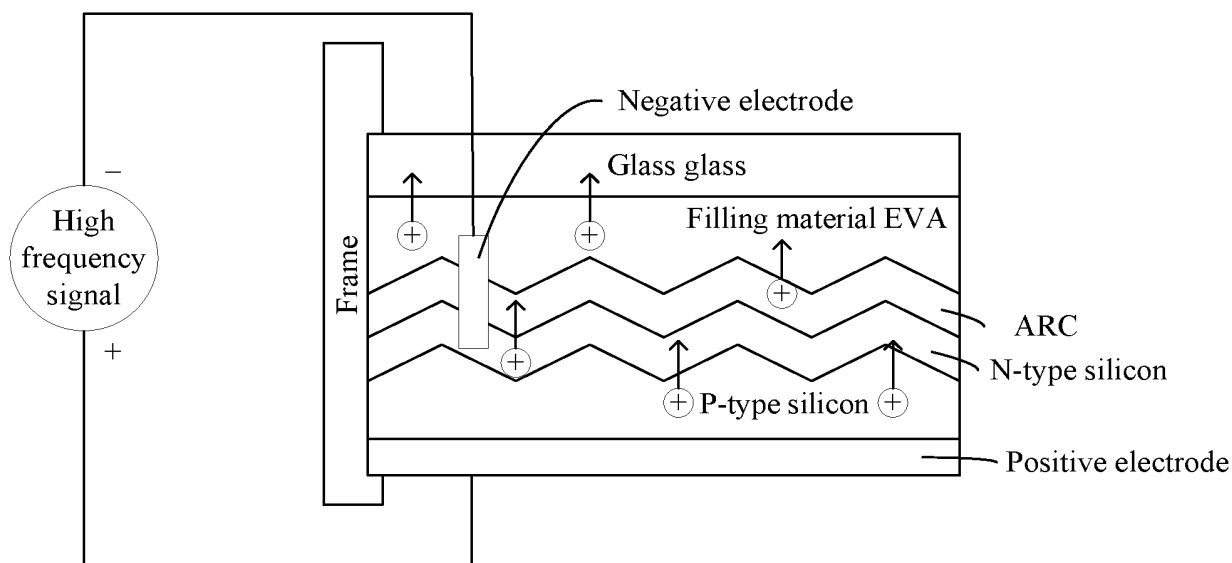 Negative electrode
Glass glass
Filling material EVA
−
High
frequency
signal
+
Frame
+
+
+
+
+
+
ARC
N-type silicon
P-type silicon
Positive electrode